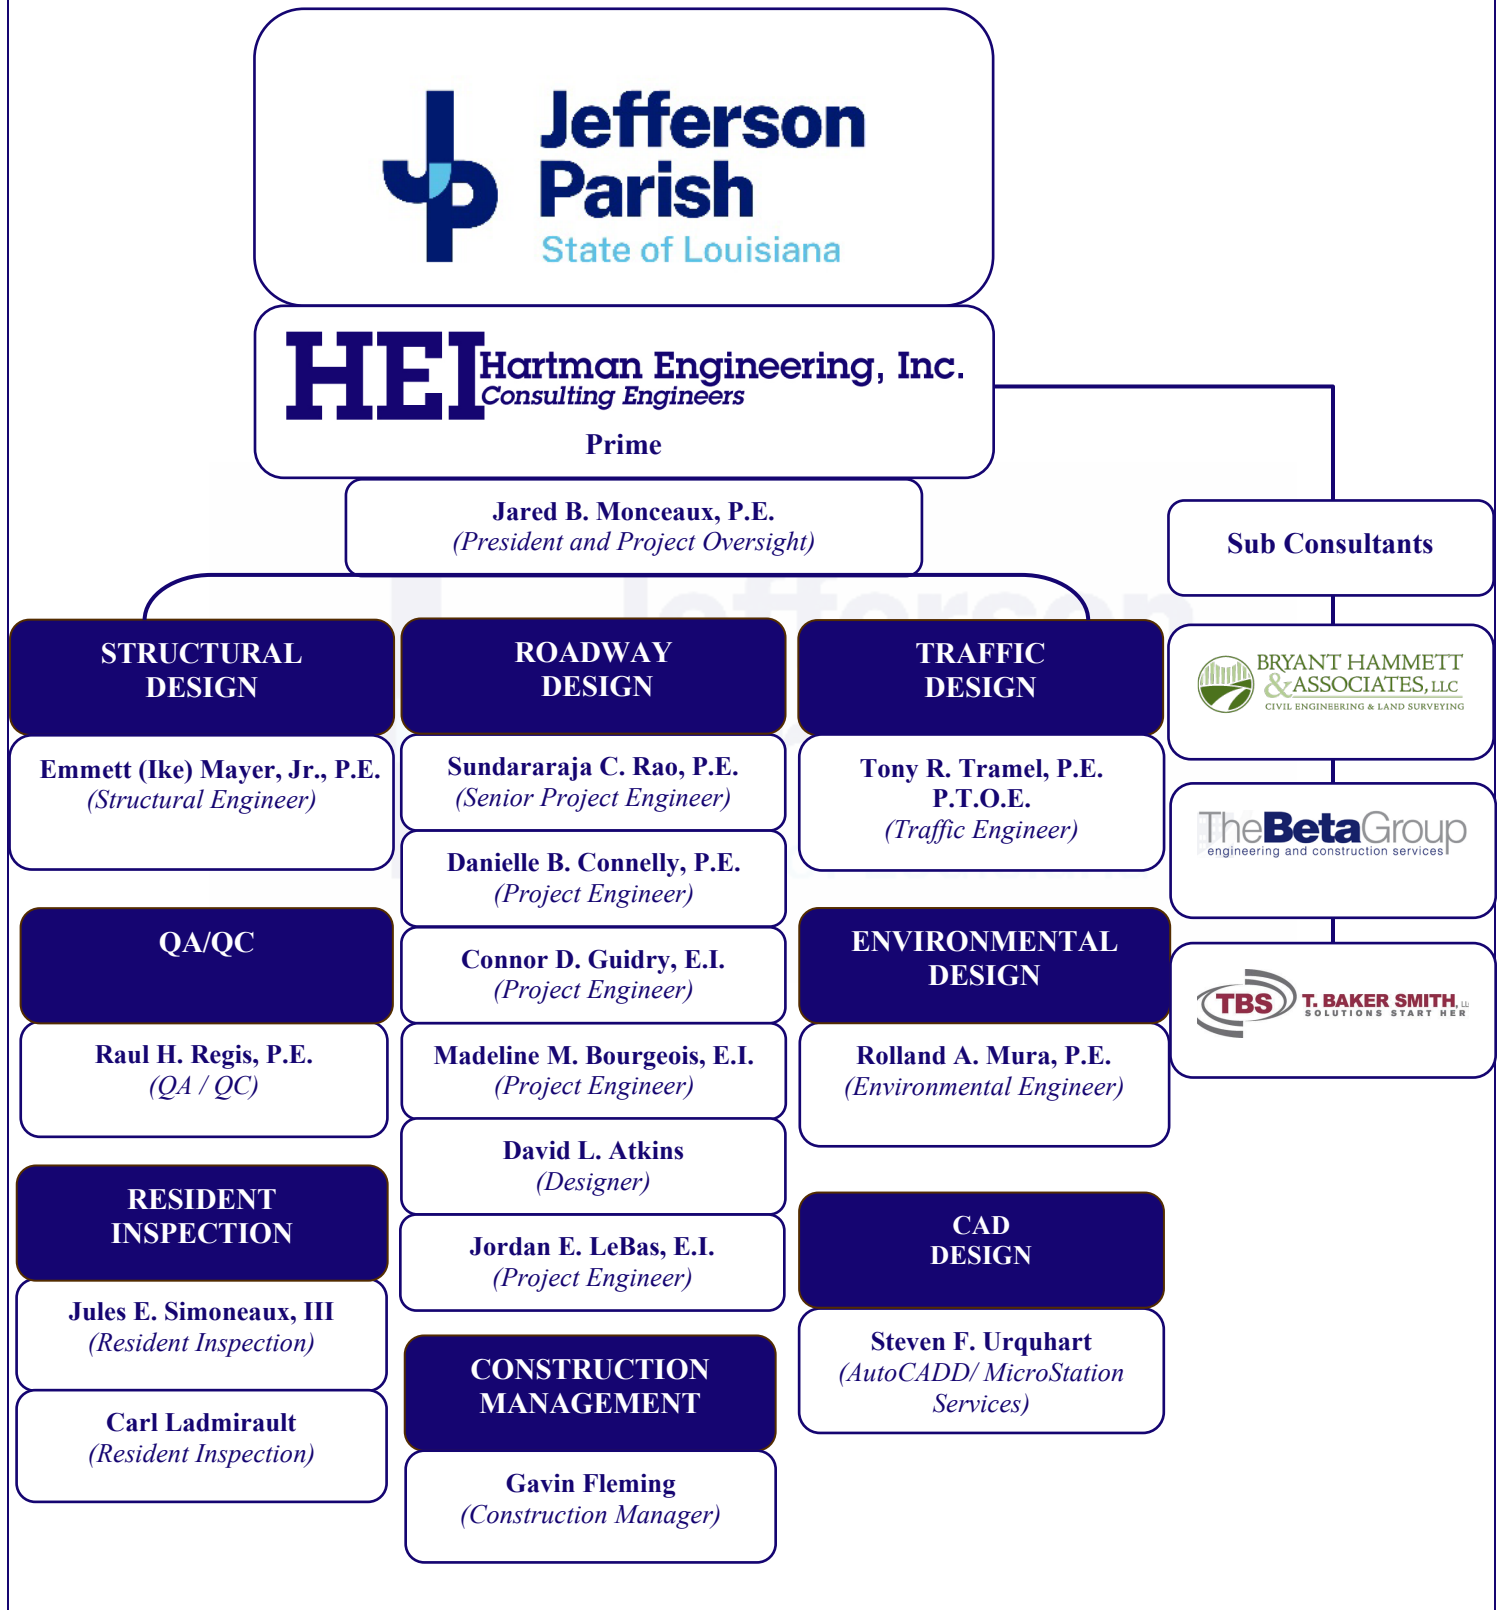 JP
Jefferson
Parish
State of Louisiana
HEI
Hartman Engineering, Inc.
Consulting Engineers
Prime
Jared B. Monceaux, P.E.
(President and Project Oversight)
Sub Consultants
BRYANT HAMMETT
& ASSOCIATES, LLC
CIVIL ENGINEERING & LAND SURVEYING
TheBetaGroup
engineering and construction services
TBS
T. BAKER SMITH, LL
SOLUTIONS START HER
STRUCTURAL
DESIGN
Emmett (Ike) Mayer, Jr., P.E.
(Structural Engineer)
QA/QC
Raul H. Regis, P.E.
(QA / QC)
RESIDENT
INSPECTION
Jules E. Simoneaux, III
(Resident Inspection)
Carl Ladmirault
(Resident Inspection)
ROADWAY
DESIGN
Sundararaja C. Rao, P.E.
(Senior Project Engineer)
Danielle B. Connelly, P.E.
(Project Engineer)
Connor D. Guidry, E.I.
(Project Engineer)
Madeline M. Bourgeois, E.I.
(Project Engineer)
David L. Atkins
(Designer)
Jordan E. LeBas, E.I.
(Project Engineer)
CONSTRUCTION
MANAGEMENT
Gavin Fleming
(Construction Manager)
TRAFFIC
DESIGN
Tony R. Tramel, P.E.
P.T.O.E.
(Traffic Engineer)
ENVIRONMENTAL
DESIGN
Rolland A. Mura, P.E.
(Environmental Engineer)
CAD
DESIGN
Steven F. Urquhart
(AutoCADD/ MicroStation
Services)